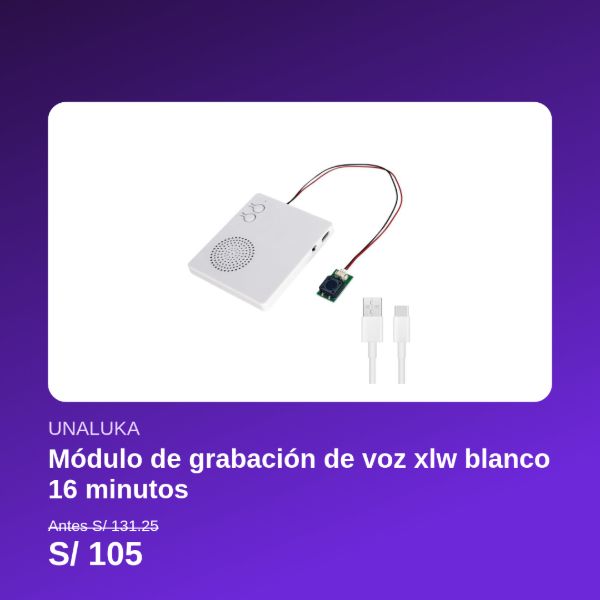 UNALUKA
Módulo de grabación de voz xlw blanco
16 minutos
Antes S/ 131.25
S/ 105